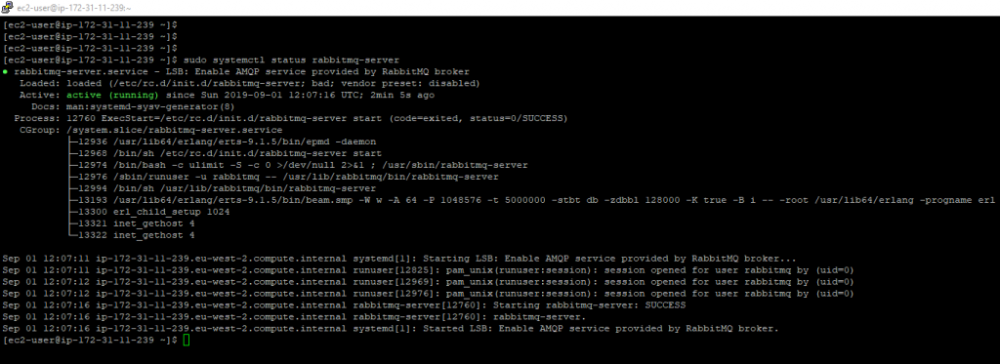 ec2-user@ip-172-31-11-239:~
[ec2-user@ip-172-31-11-239 ~]$
[ec2-user@ip-172-31-11-239 ~]$
[ec2-user@ip-172-31-11-239 ~]$
[ec2-user@ip-172-31-11-239 ~]$ sudo systemctl status rabbitmq-server
● rabbitmq-server.service - LSB: Enable AMQP service provided by RabbitMQ broker
   Loaded: loaded (/etc/rc.d/init.d/rabbitmq-server; bad; vendor preset: disabled)
   Active: active (running) since Sun 2019-09-01 12:07:16 UTC; 2min 5s ago
     Docs: man:systemd-sysv-generator(8)
  Process: 12760 ExecStart=/etc/rc.d/init.d/rabbitmq-server start (code=exited, status=0/SUCCESS)
   CGroup: /system.slice/rabbitmq-server.service
           ├─12936 /usr/lib64/erlang/erts-9.1.5/bin/epmd -daemon
           ├─12968 /bin/sh /etc/rc.d/init.d/rabbitmq-server start
           ├─12974 /bin/bash -c ulimit -S -c 0 >/dev/null 2>&1 ; /usr/sbin/rabbitmq-server
           ├─12976 /sbin/runuser -u rabbitmq -- /usr/lib/rabbitmq/bin/rabbitmq-server
           ├─12994 /bin/sh /usr/lib/rabbitmq/bin/rabbitmq-server
           ├─13193 /usr/lib64/erlang/erts-9.1.5/bin/beam.smp -W w -A 64 -P 1048576 -t 5000000 -stbt db -zdbbl 128000 -K true -B i -- -root /usr/lib64/erlang -progname erl
           ├─13300 erl_child_setup 1024
           ├─13321 inet_gethost 4
           └─13322 inet_gethost 4
Sep 01 12:07:11 ip-172-31-11-239.eu-west-2.compute.internal systemd[1]: Starting LSB: Enable AMQP service provided by RabbitMQ broker...
Sep 01 12:07:11 ip-172-31-11-239.eu-west-2.compute.internal runuser[12825]: pam_unix(runuser:session): session opened for user rabbitmq by (uid=0)
Sep 01 12:07:12 ip-172-31-11-239.eu-west-2.compute.internal runuser[12969]: pam_unix(runuser:session): session opened for user rabbitmq by (uid=0)
Sep 01 12:07:12 ip-172-31-11-239.eu-west-2.compute.internal runuser[12976]: pam_unix(runuser:session): session opened for user rabbitmq by (uid=0)
Sep 01 12:07:16 ip-172-31-11-239.eu-west-2.compute.internal rabbitmq-server[12760]: Starting rabbitmq-server: SUCCESS
Sep 01 12:07:16 ip-172-31-11-239.eu-west-2.compute.internal rabbitmq-server[12760]: rabbitmq-server.
Sep 01 12:07:16 ip-172-31-11-239.eu-west-2.compute.internal systemd[1]: Started LSB: Enable AMQP service provided by RabbitMQ broker.
[ec2-user@ip-172-31-11-239 ~]$